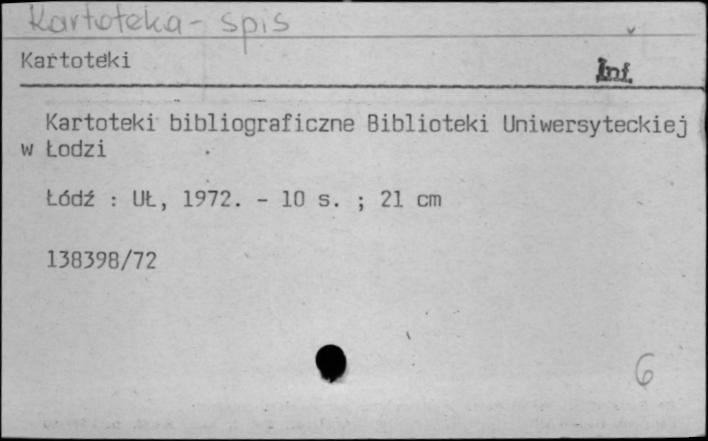 Kartoteka - spis
Kartoteki
Inf.
Kartoteki bibliograficzne Biblioteki Uniwersyteckiej
w Łodzi
Łódź : UŁ, 1972. - 10 s. ; 21 cm
138398/72
6